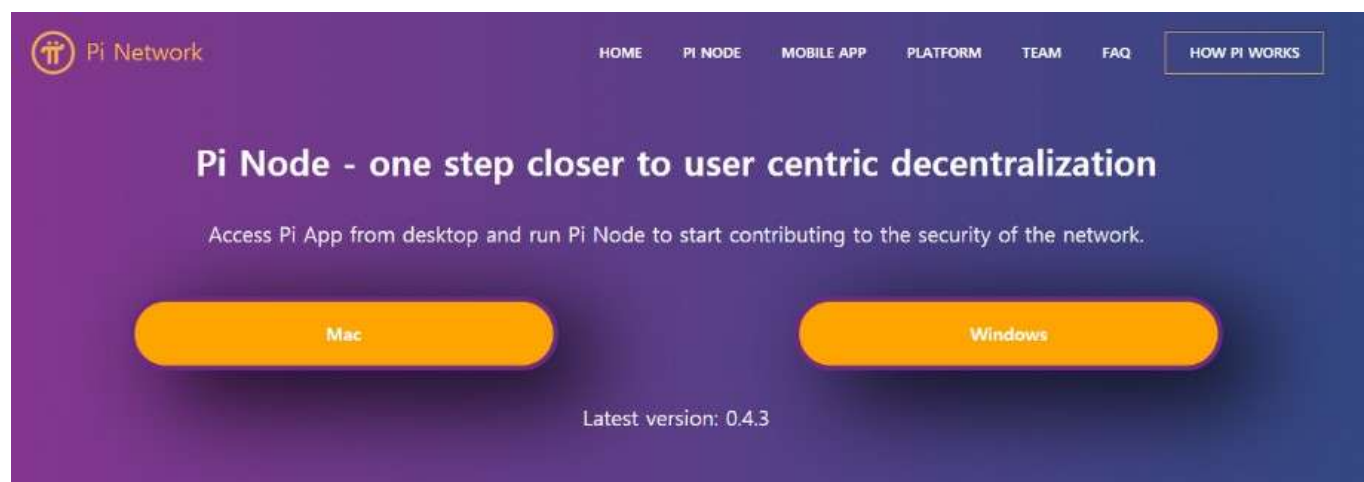 Pi Network
HOME PI NODE MOBILE APP PLATFORM TEAM FAQ HOW PI WORKS
Pi Node - one step closer to user centric decentralization
Access Pi App from desktop and run Pi Node to start contributing to the security of the network.
Mac
Windows
Latest version: 0.4.3